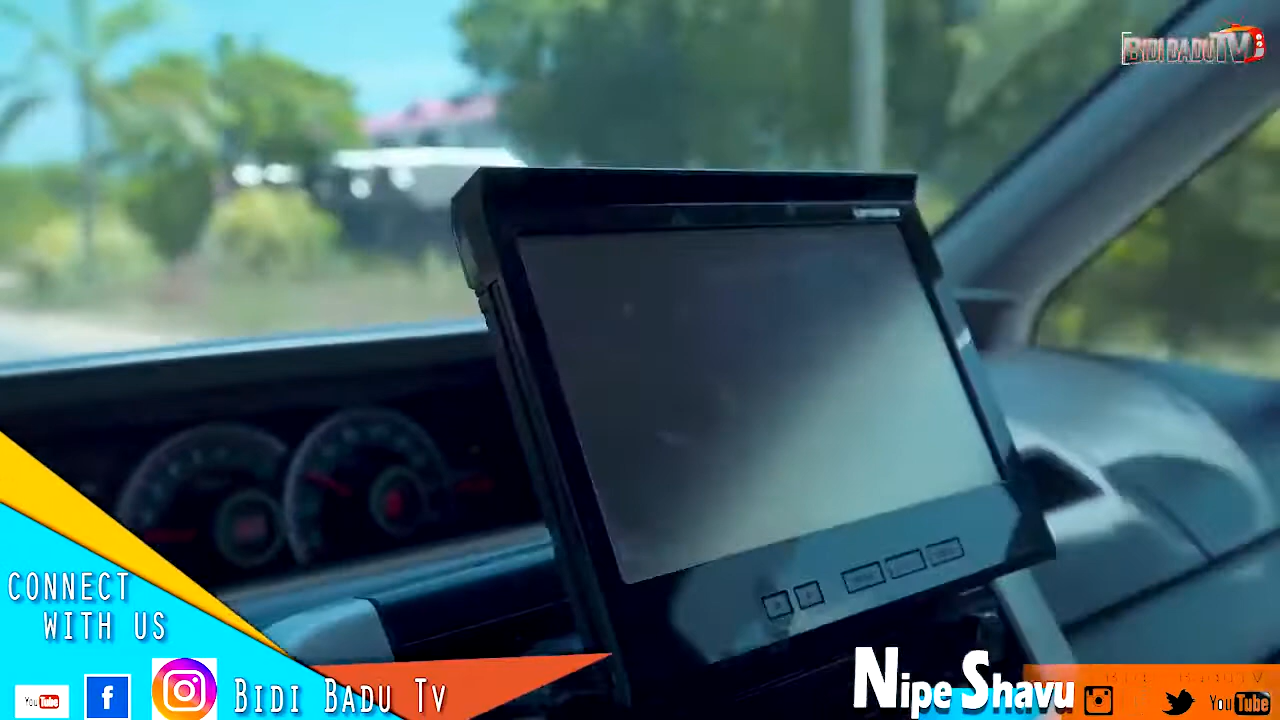 BIDI BADU TV
CONNECT
WITH US
YouTube
f
BIDI BADU TV
NIPE SHAVU
YouTube